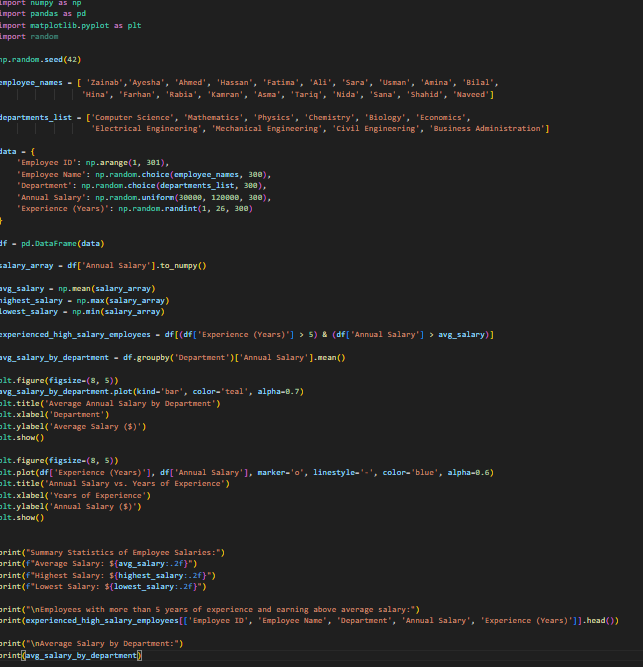 import numpy as np
import pandas as pd
import matplotlib.pyplot as plt
import random
np.random.seed(42)
employee_names = [ 'Zainab','Ayesha', 'Ahmed', 'Hassan', 'Fatima', 'Ali', 'Sara', 'Usman', 'Amina', 'Bilal',
'Hina', 'Farhan', 'Rabia', 'Kamran', 'Asma', 'Tariq', 'Nida', 'Sana', 'Shahid', 'Naveed']
departments_list = ['Computer Science', 'Mathematics', 'Physics', 'Chemistry', 'Biology', 'Economics',
'Electrical Engineering', 'Mechanical Engineering', 'Civil Engineering', 'Business Administration']
data = {
'Employee ID': np.arange(1, 301),
'Employee Name': np.random.choice(employee_names, 300),
'Department': np.random.choice(departments_list, 300),
'Annual Salary': np.random.uniform(30000, 120000, 300),
'Experience (Years)': np.random.randint(1, 26, 300)
}
df = pd.DataFrame(data)
salary_array = df['Annual Salary'].to_numpy()
avg_salary = np.mean(salary_array)
highest_salary = np.max(salary_array)
lowest_salary = np.min(salary_array)
experienced_high_salary_employees = df[(df['Experience (Years)'] > 5) & (df['Annual Salary'] > avg_salary)]
avg_salary_by_department = df.groupby('Department')['Annual Salary'].mean()
plt.figure(figsize=(8, 5))
avg_salary_by_department.plot(kind='bar', color='teal', alpha=0.7)
plt.title('Average Annual Salary by Department')
plt.xlabel('Department')
plt.ylabel('Average Salary ($)')
plt.show()
plt.figure(figsize=(8, 5))
plt.plot(df['Experience (Years)'], df['Annual Salary'], marker='o', linestyle='-', color='blue', alpha=0.6)
plt.title('Annual Salary vs. Years of Experience')
plt.xlabel('Years of Experience')
plt.ylabel('Annual Salary ($)')
plt.show()
print("Summary Statistics of Employee Salaries:")
print(f"Average Salary: ${avg_salary:.2f}")
print(f"Highest Salary: ${highest_salary:.2f}")
print(f"Lowest Salary: ${lowest_salary:.2f}")
print("\nEmployees with more than 5 years of experience and earning above average salary:")
print(experienced_high_salary_employees[['Employee ID', 'Employee Name', 'Department', 'Annual Salary', 'Experience (Years)']].head())
print("\nAverage Salary by Department:")
print(avg_salary_by_department)